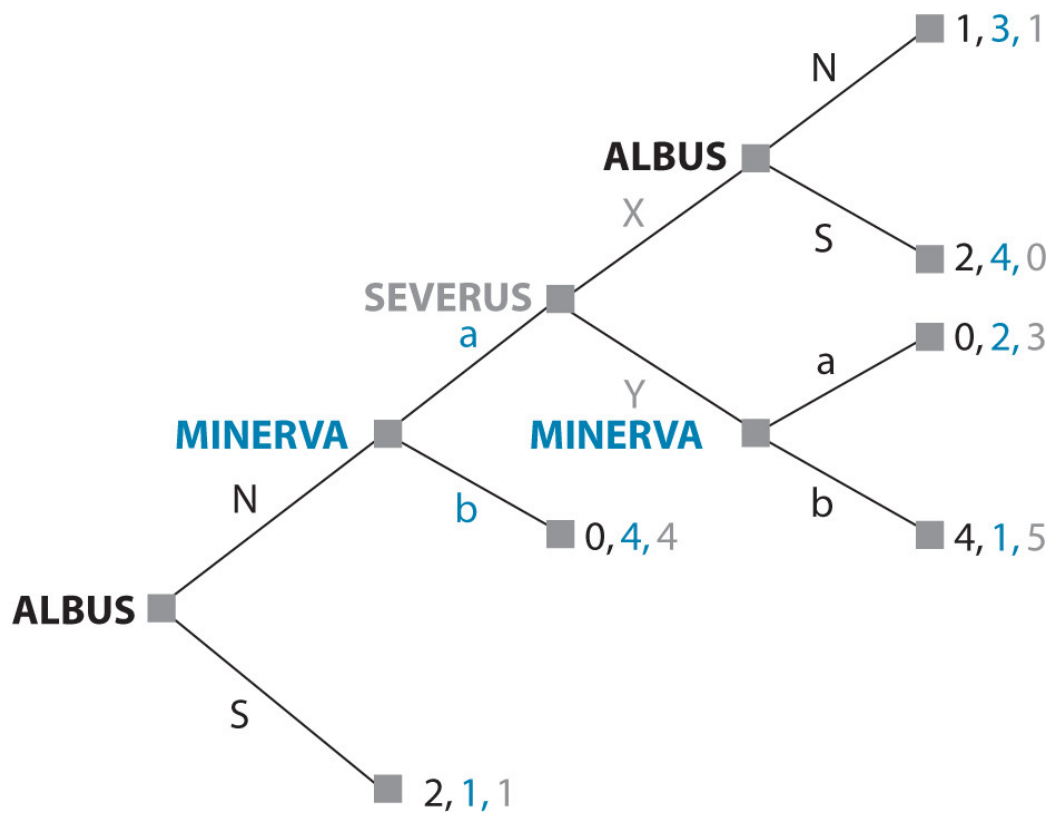 1, 3, 1
N
ALBUS
X
S
2, 4, 0
SEVERUS
a
a
0, 2, 3
Y
MINERVA
MINERVA
N
b
b
0, 4, 4
4, 1, 5
ALBUS
S
2, 1, 1